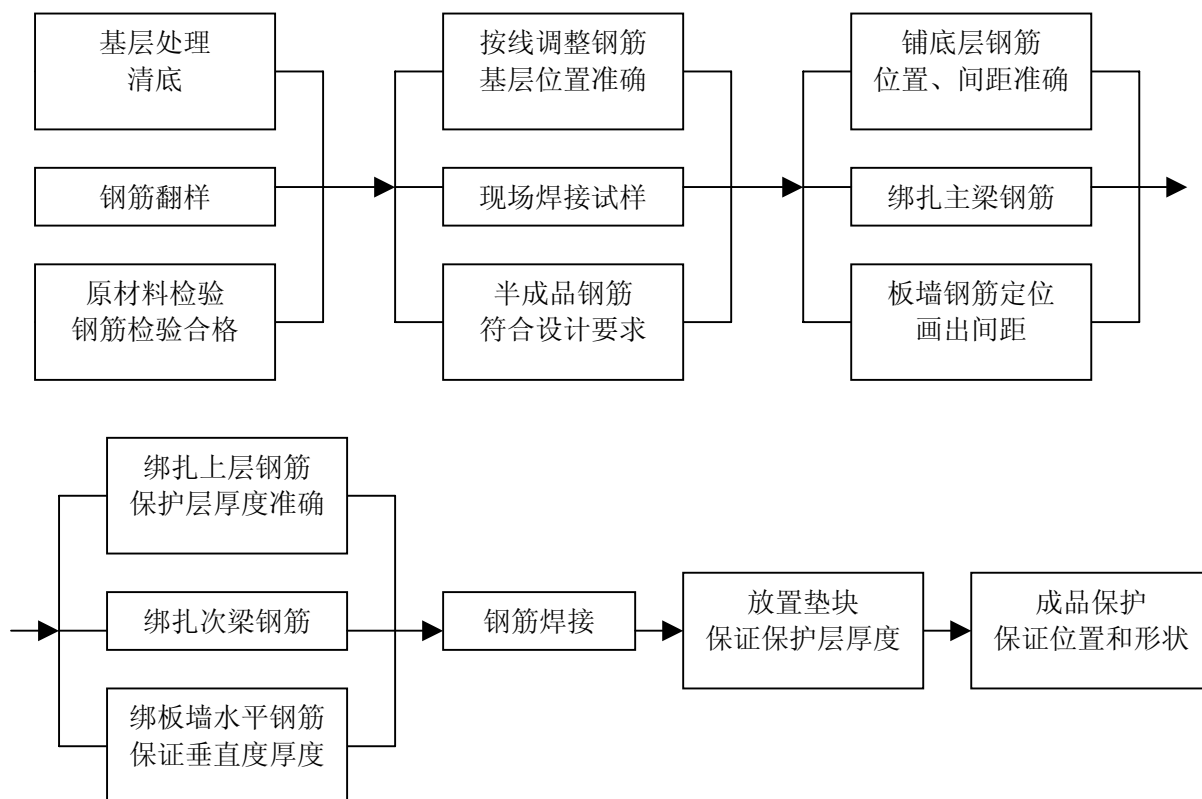 基层处理
清底
按线调整钢筋
基层位置准确
铺底层钢筋
位置、间距准确
钢筋翻样
现场焊接试样
绑扎主梁钢筋
原材料检验
钢筋检验合格
半成品钢筋
符合设计要求
板墙钢筋定位
画出间距
绑扎上层钢筋
保护层厚度准确
绑扎次梁钢筋
钢筋焊接
放置垫块
保证保护层厚度
成品保护
保证位置和形状
绑板墙水平钢筋
保证垂直度厚度